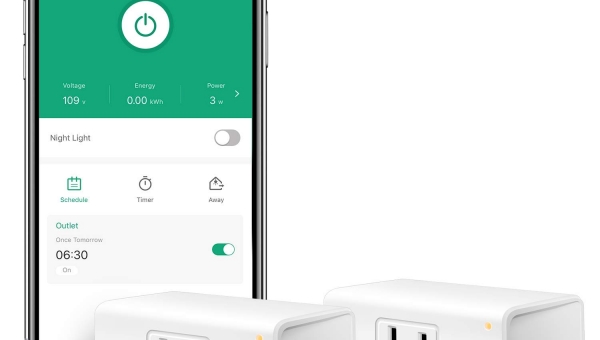 Voltage Energy Power
109 v 0.00 kWh 3 w
Night Light
Schedule Timer Away
Outlet
Once Tomorrow
06:30
On